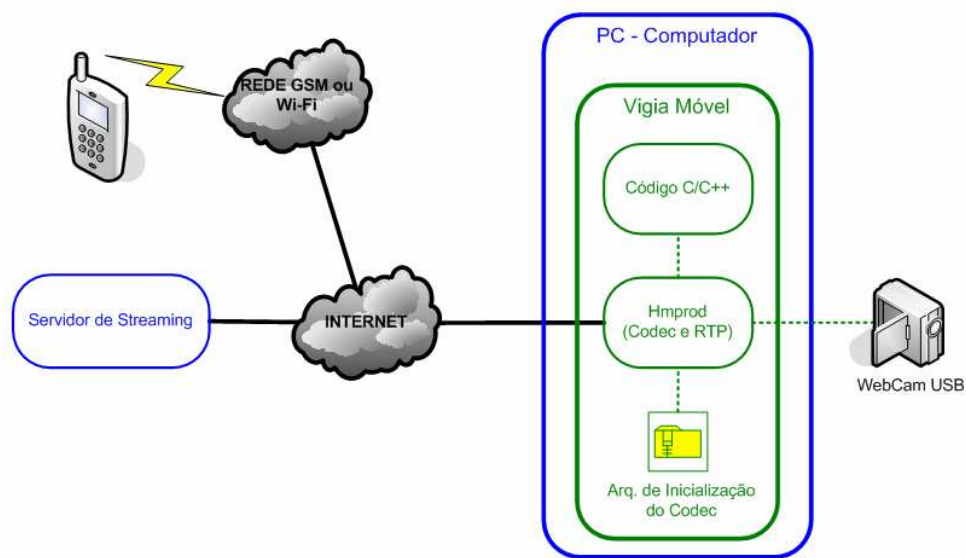 PC - Computador
REDE GSM ou
Wi-Fi
Vigia Móvel
Código C/C++
Servidor de Streaming
INTERNET
Hmprod
(Codec e RTP)
WebCam USB
Arq. de Inicialização
do Codec